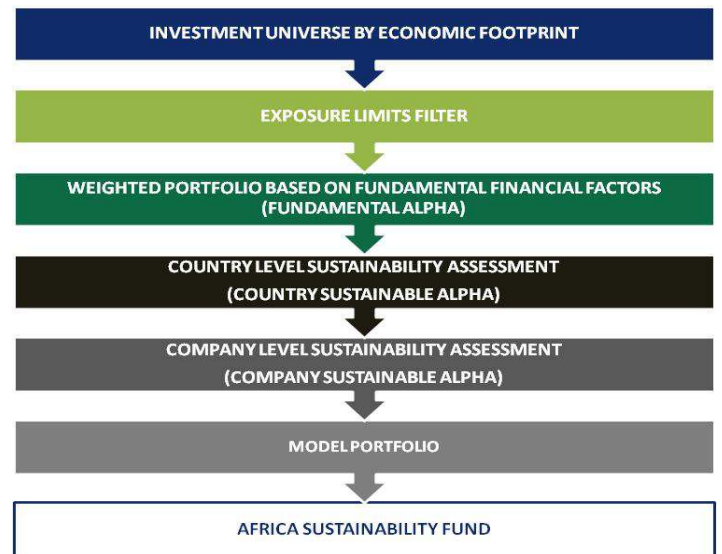 INVESTMENT UNIVERSE BY ECONOMIC FOOTPRINT
EXPOSURE LIMITS FILTER
WEIGHTED PORTFOLIO BASED ON FUNDAMENTAL FINANCIAL FACTORS
(FUNDAMENTAL ALPHA)
COUNTRY LEVEL SUSTAINABILITY ASSESSMENT
(COUNTRY SUSTAINABLE ALPHA)
COMPANY LEVEL SUSTAINABILITY ASSESSMENT
(COMPANY SUSTAINABLE ALPHA)
MODEL PORTFOLIO
AFRICA SUSTAINABILITY FUND